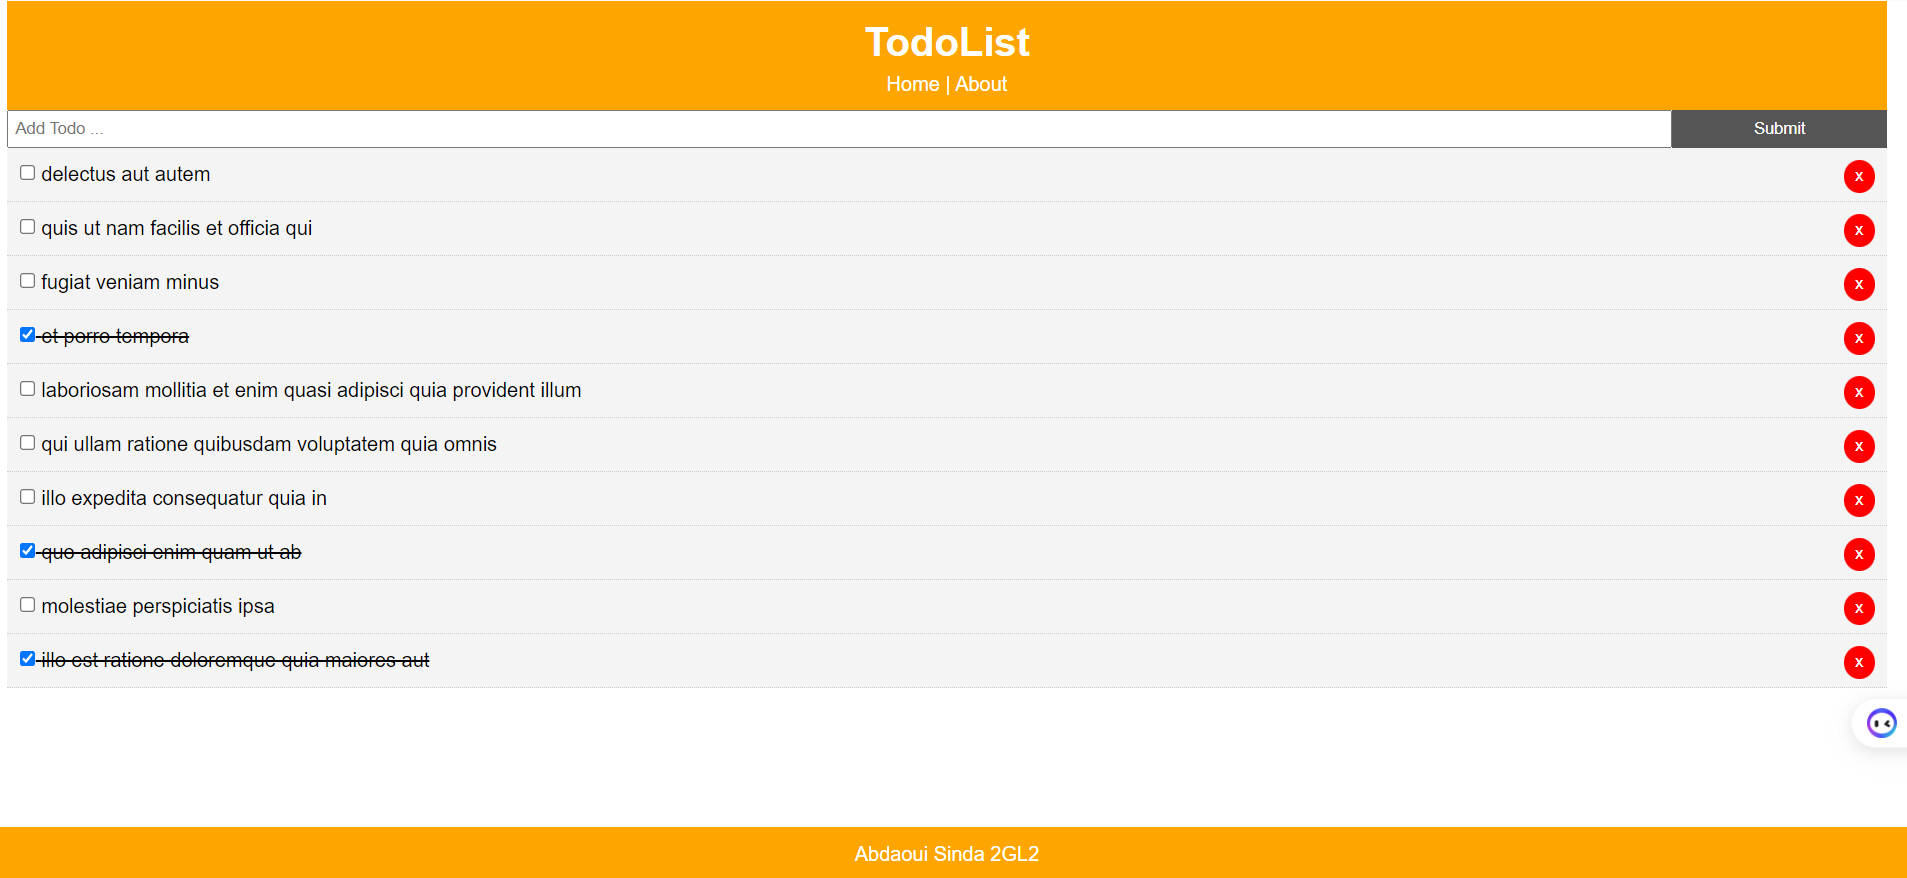 TodoList
Home | About
Add Todo ...
Submit
delectus aut autem
x
quis ut nam facilis et officia qui
x
fugiat veniam minus
x
et porro tempora
x
laboriosam mollitia et enim quasi adipisci quia provident illum
x
qui ullam ratione quibusdam voluptatem quia omnis
x
illo expedita consequatur quia in
x
quo adipisci enim quam ut ab
x
molestiae perspiciatis ipsa
x
illo est ratione doloremque quia maiores aut
x
Abdaoui Sinda 2GL2